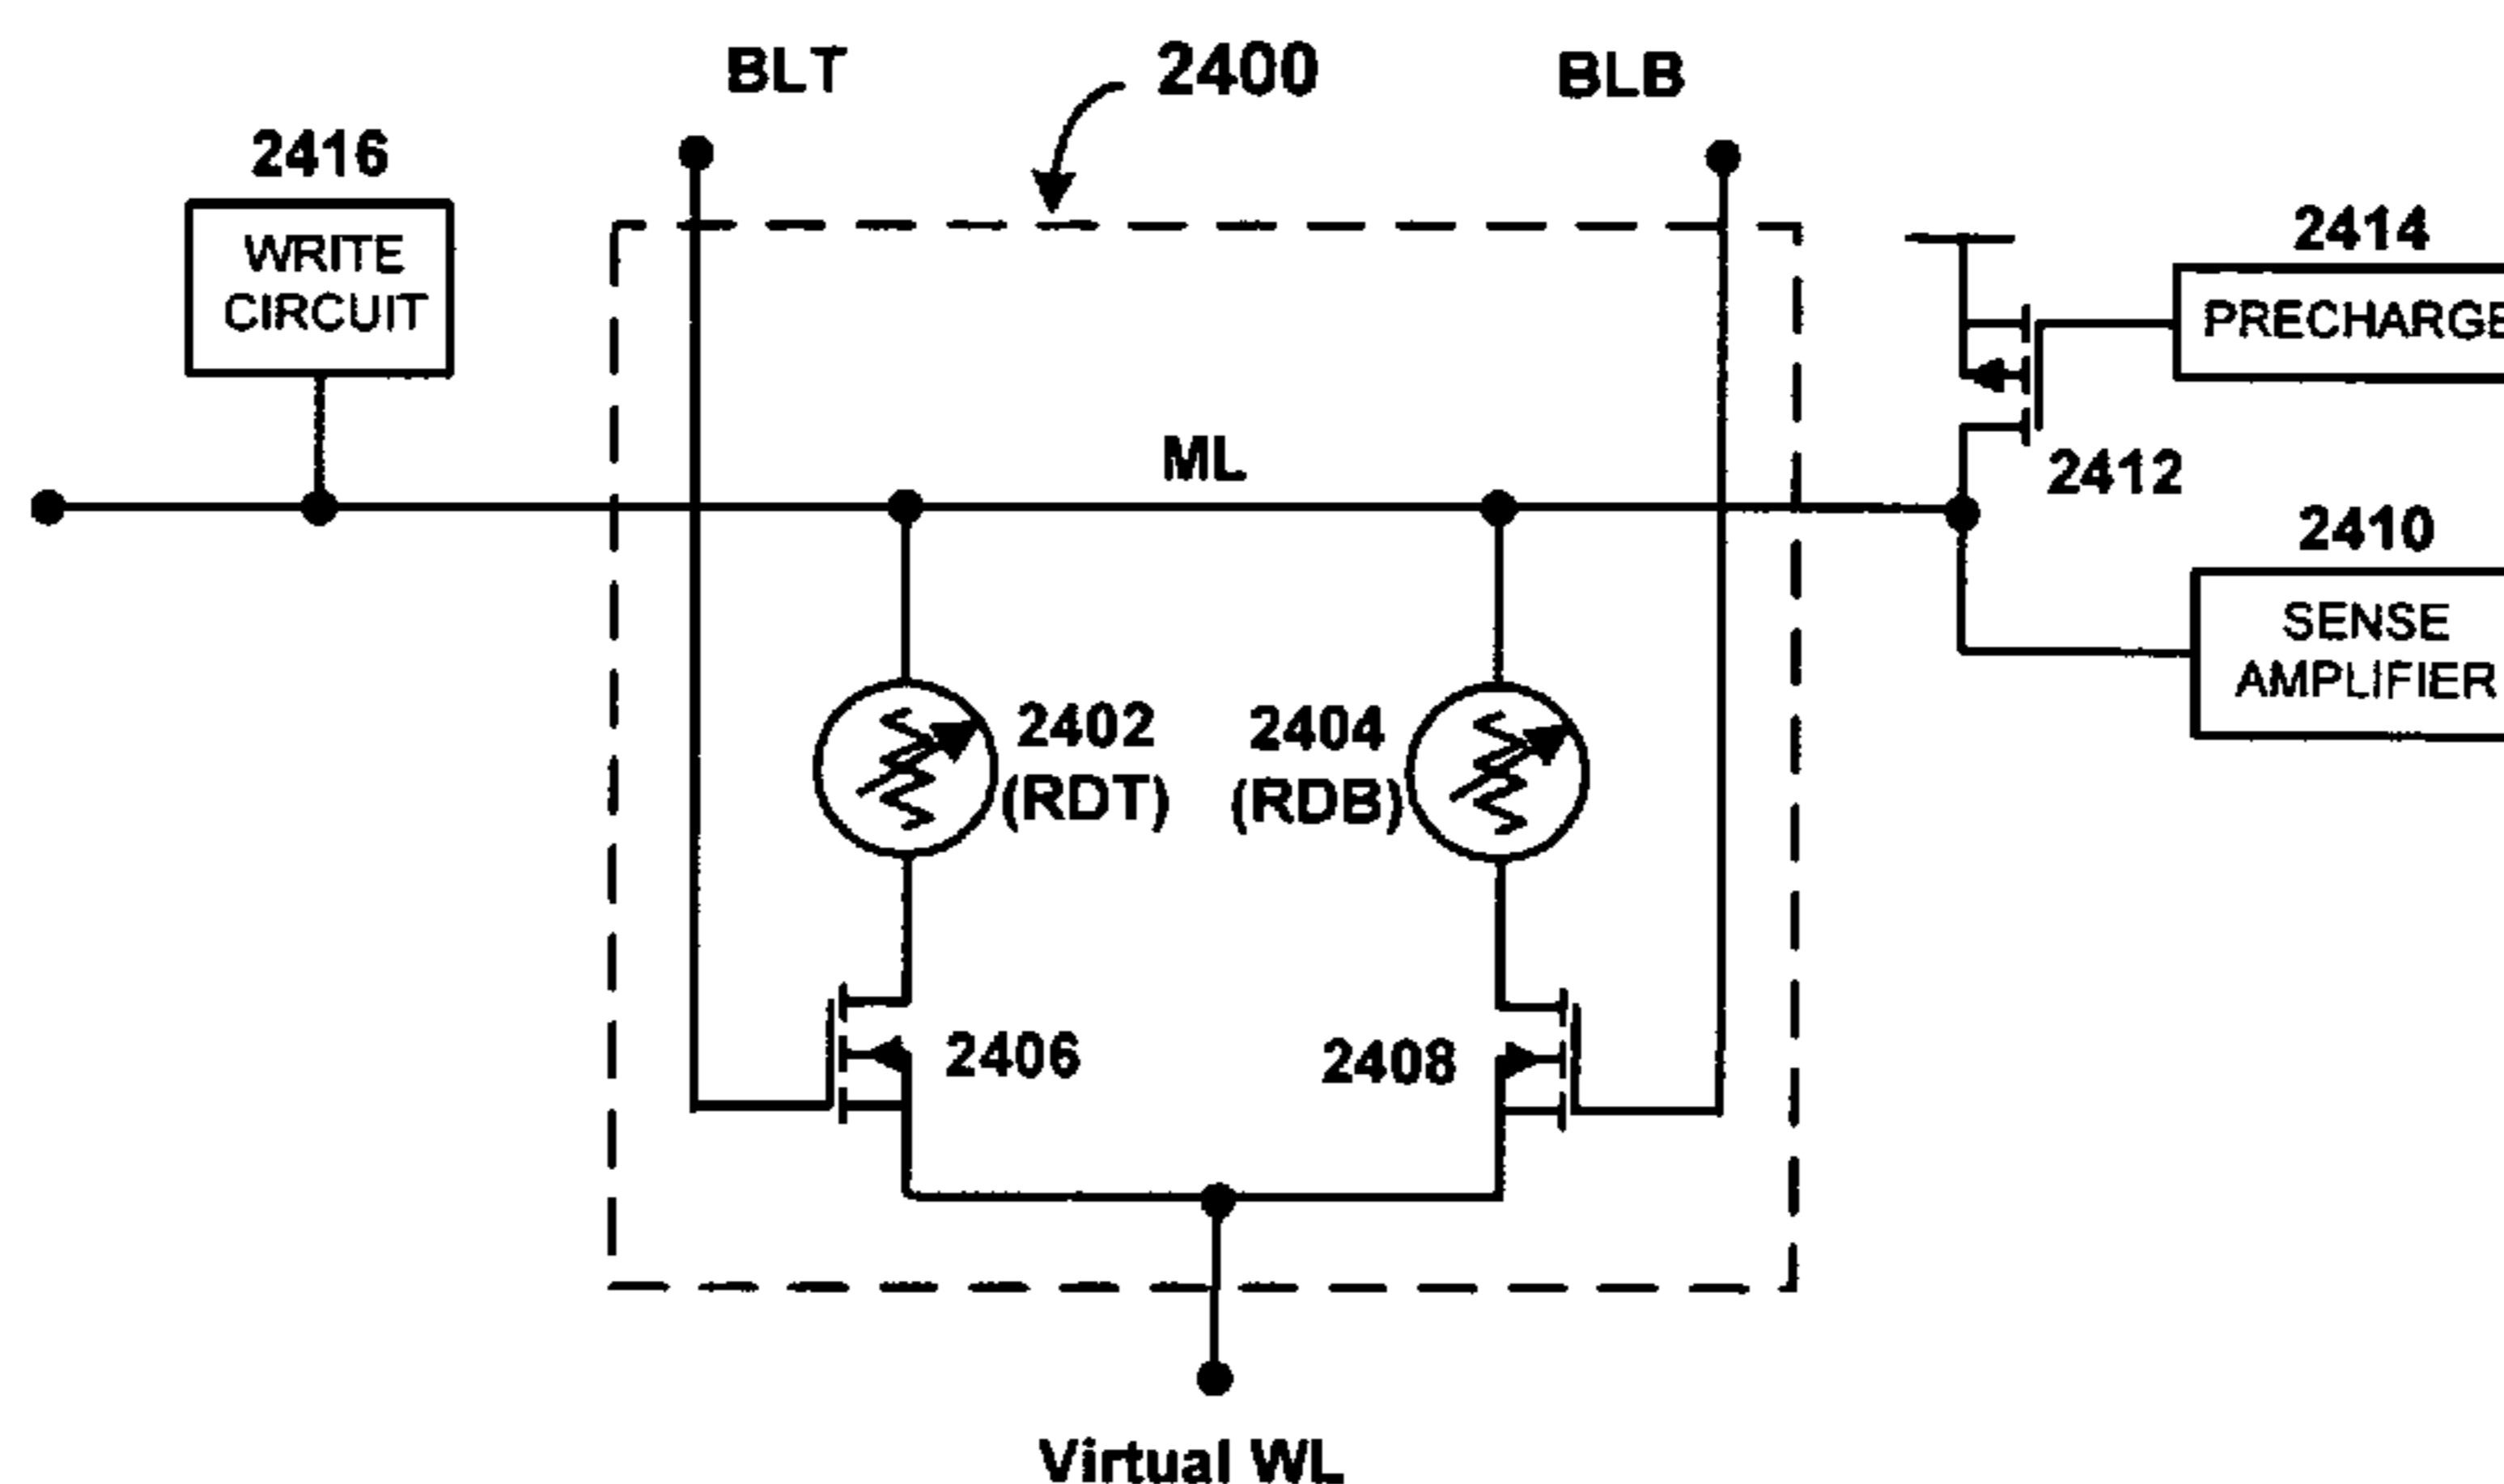 BLT
2400
BLB
2416
WRITE
CIRCUIT
2414
PRECHARGE
ML
2412
2410
SENSE
AMPLIFIER
2402
(RDT)
2404
(RDB)
2406
2408
Virtual WL